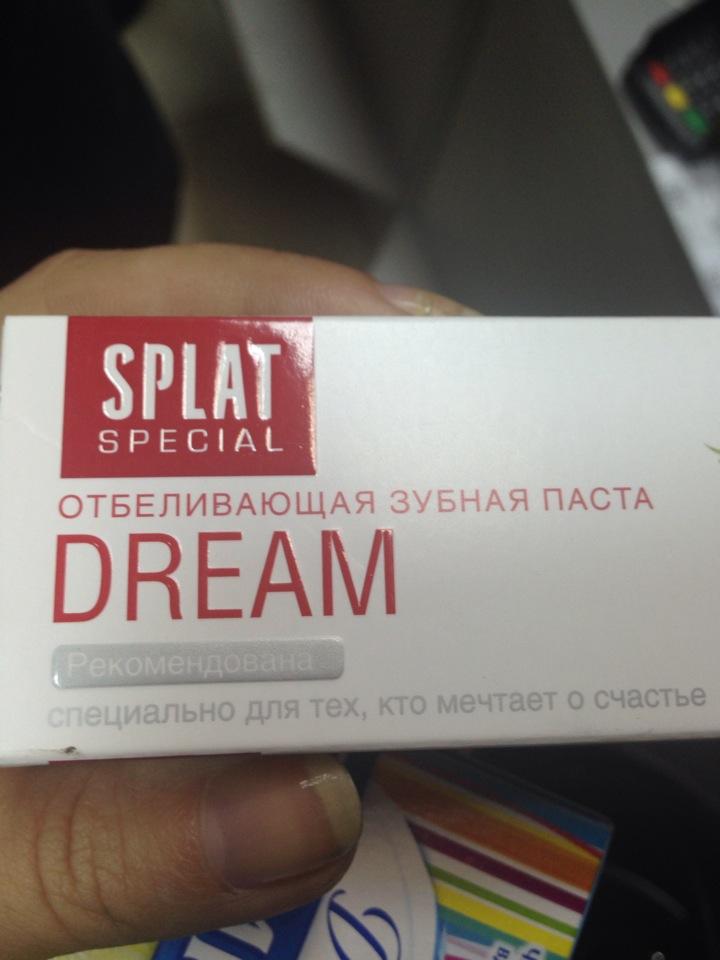 SPLAT
SPECIAL
ОТБЕЛИВАЮЩАЯ ЗУБНАЯ ПАСТА
DREAM
Рекомендована
специально для тех, кто мечтает о счастье